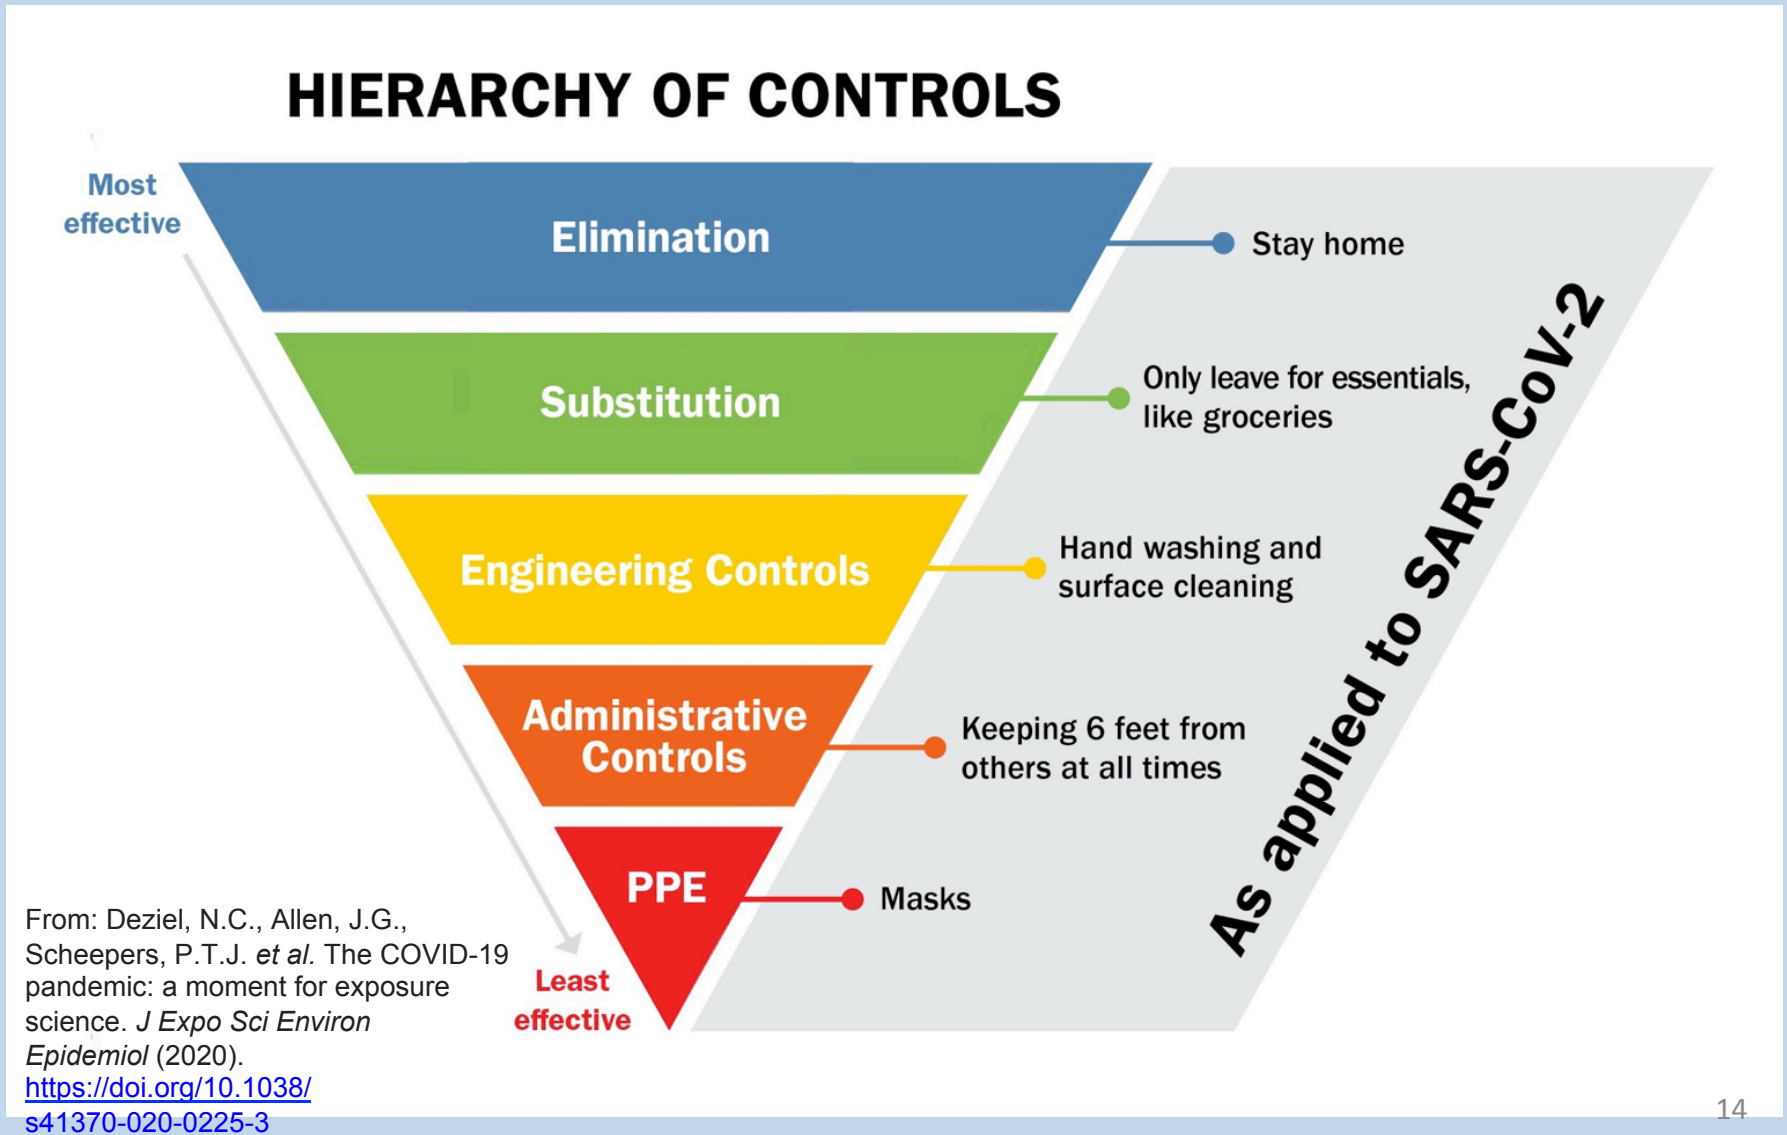 HIERARCHY OF CONTROLS
Most
effective
Elimination
Stay home
Substitution
Only leave for essentials,
like groceries
Engineering Controls
Hand washing and
surface cleaning
Administrative
Controls
Keeping 6 feet from
others at all times
PPE
Masks
Least
effective
As applied to SARS-CoV-2
From: Deziel, N.C., Allen, J.G.,
Scheepers, P.T.J. et al. The COVID-19
pandemic: a moment for exposure
science. J Expo Sci Environ
Epidemiol (2020).
https://doi.org/10.1038/
s41370-020-0225-3
14